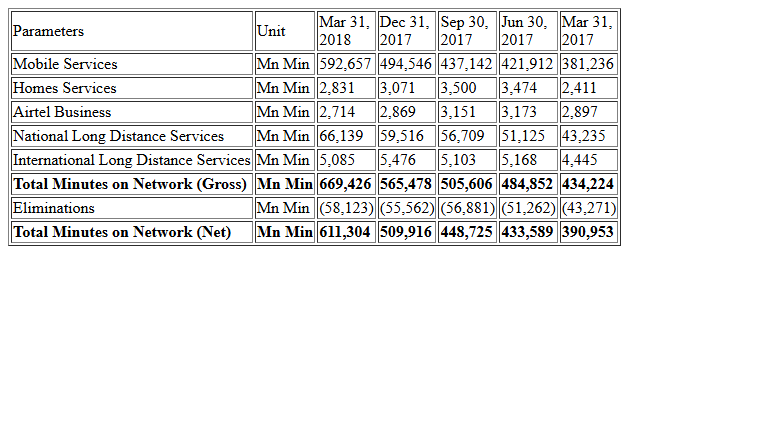 Parameters Unit Mar 31, 2018 Dec 31, 2017 Sep 30, 2017 Jun 30, 2017 Mar 31, 2017
Mobile Services Mn Min 592,657 494,546 437,142 421,912 381,236
Homes Services Mn Min 2,831 3,071 3,500 3,474 2,411
Airtel Business Mn Min 2,714 2,869 3,151 3,173 2,897
National Long Distance Services Mn Min 66,139 59,516 56,709 51,125 43,235
International Long Distance Services Mn Min 5,085 5,476 5,103 5,168 4,445
Total Minutes on Network (Gross) Mn Min 669,426 565,478 505,606 484,852 434,224
Eliminations Mn Min (58,123) (55,562) (56,881) (51,262) (43,271)
Total Minutes on Network (Net) Mn Min 611,304 509,916 448,725 433,589 390,953